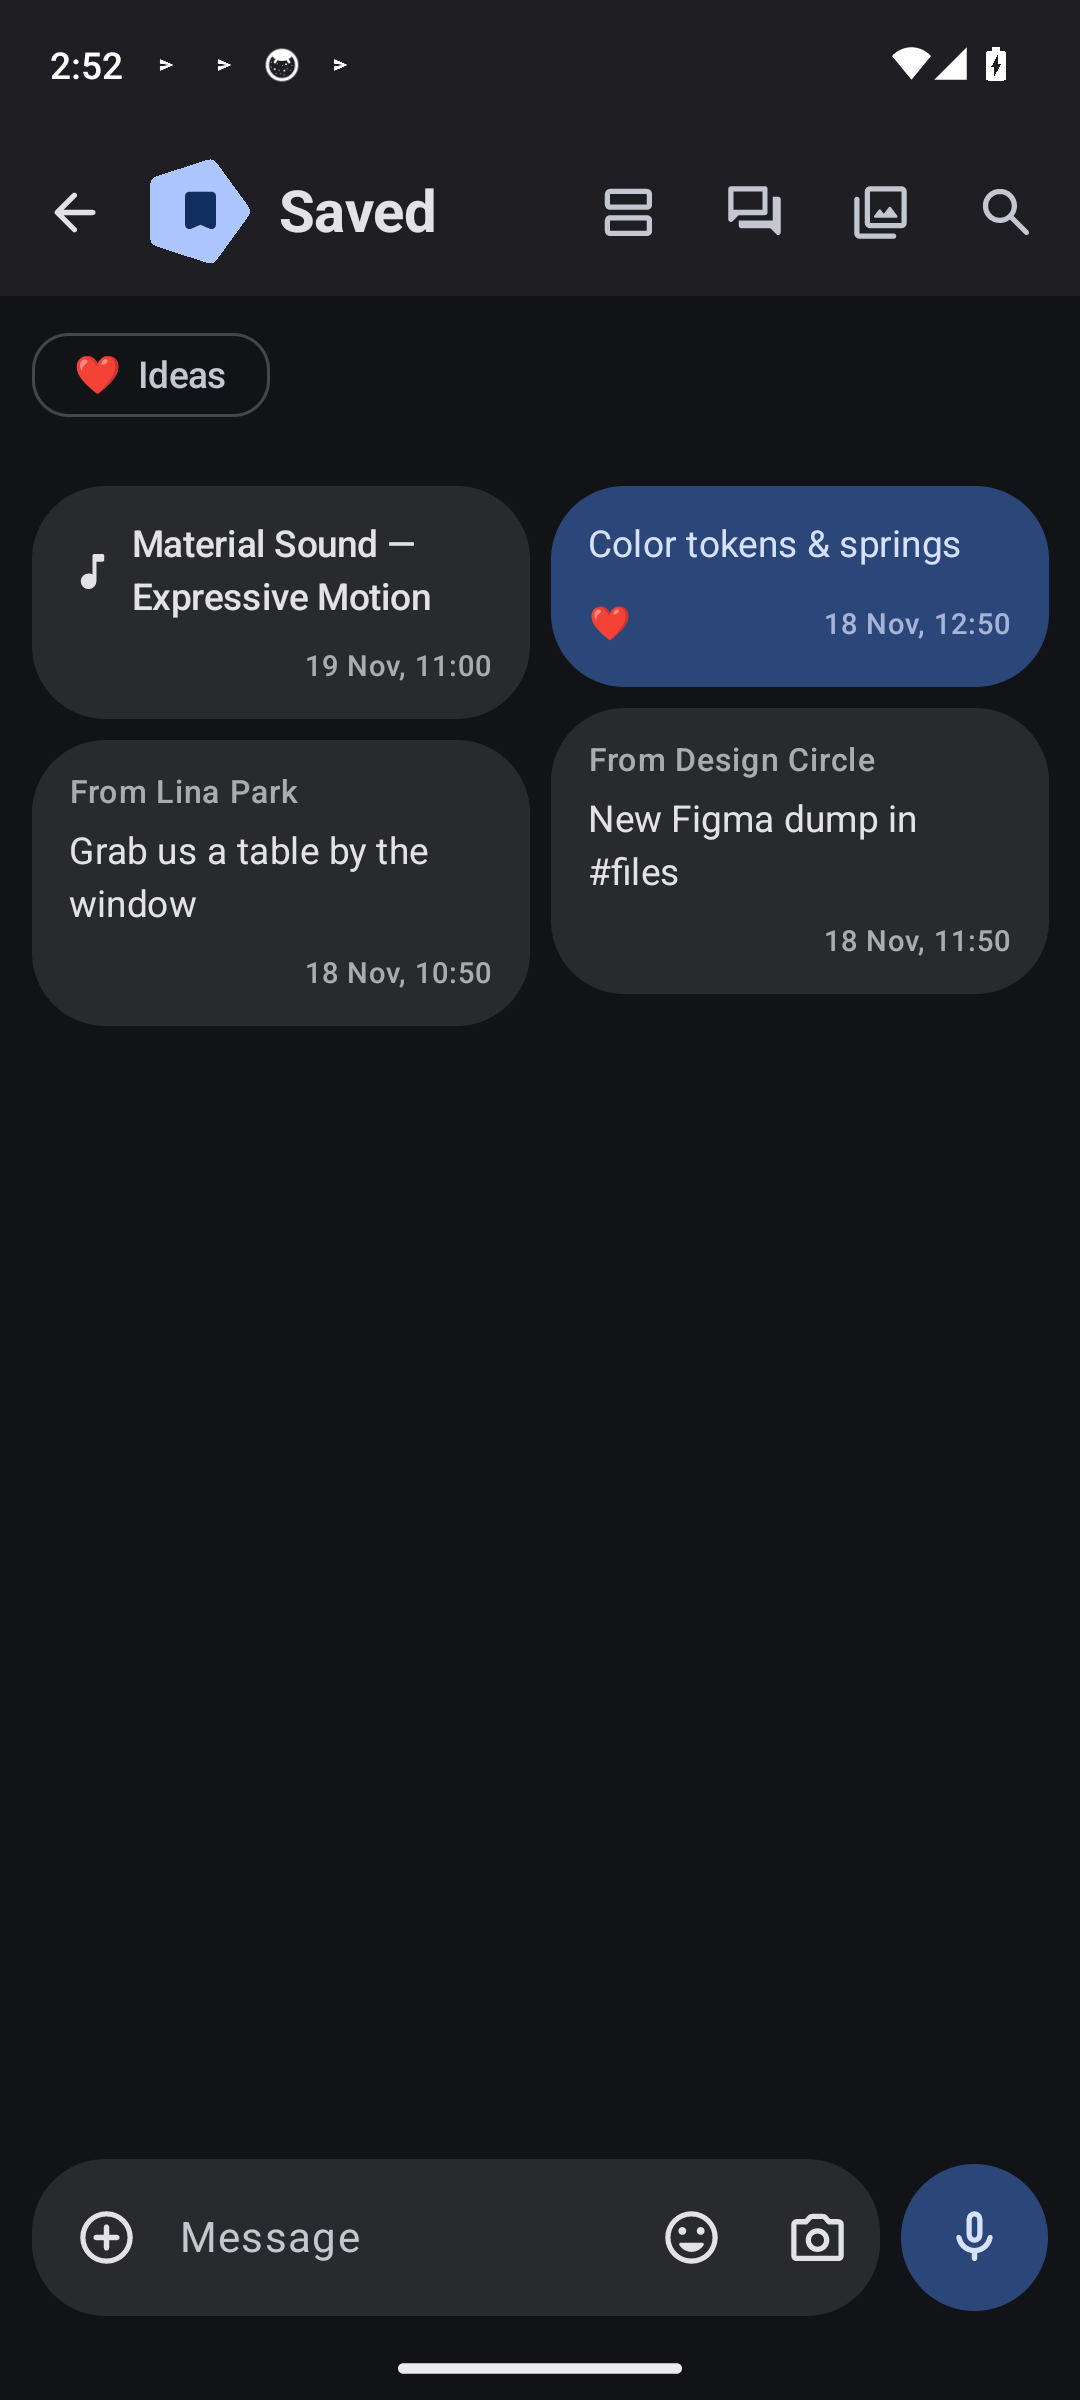 2:52
Saved
❤️ Ideas
Material Sound —
Expressive Motion
19 Nov, 11:00
Color tokens & springs
❤️ 18 Nov, 12:50
From Lina Park
Grab us a table by the
window
18 Nov, 10:50
From Design Circle
New Figma dump in
#files
18 Nov, 11:50
Message